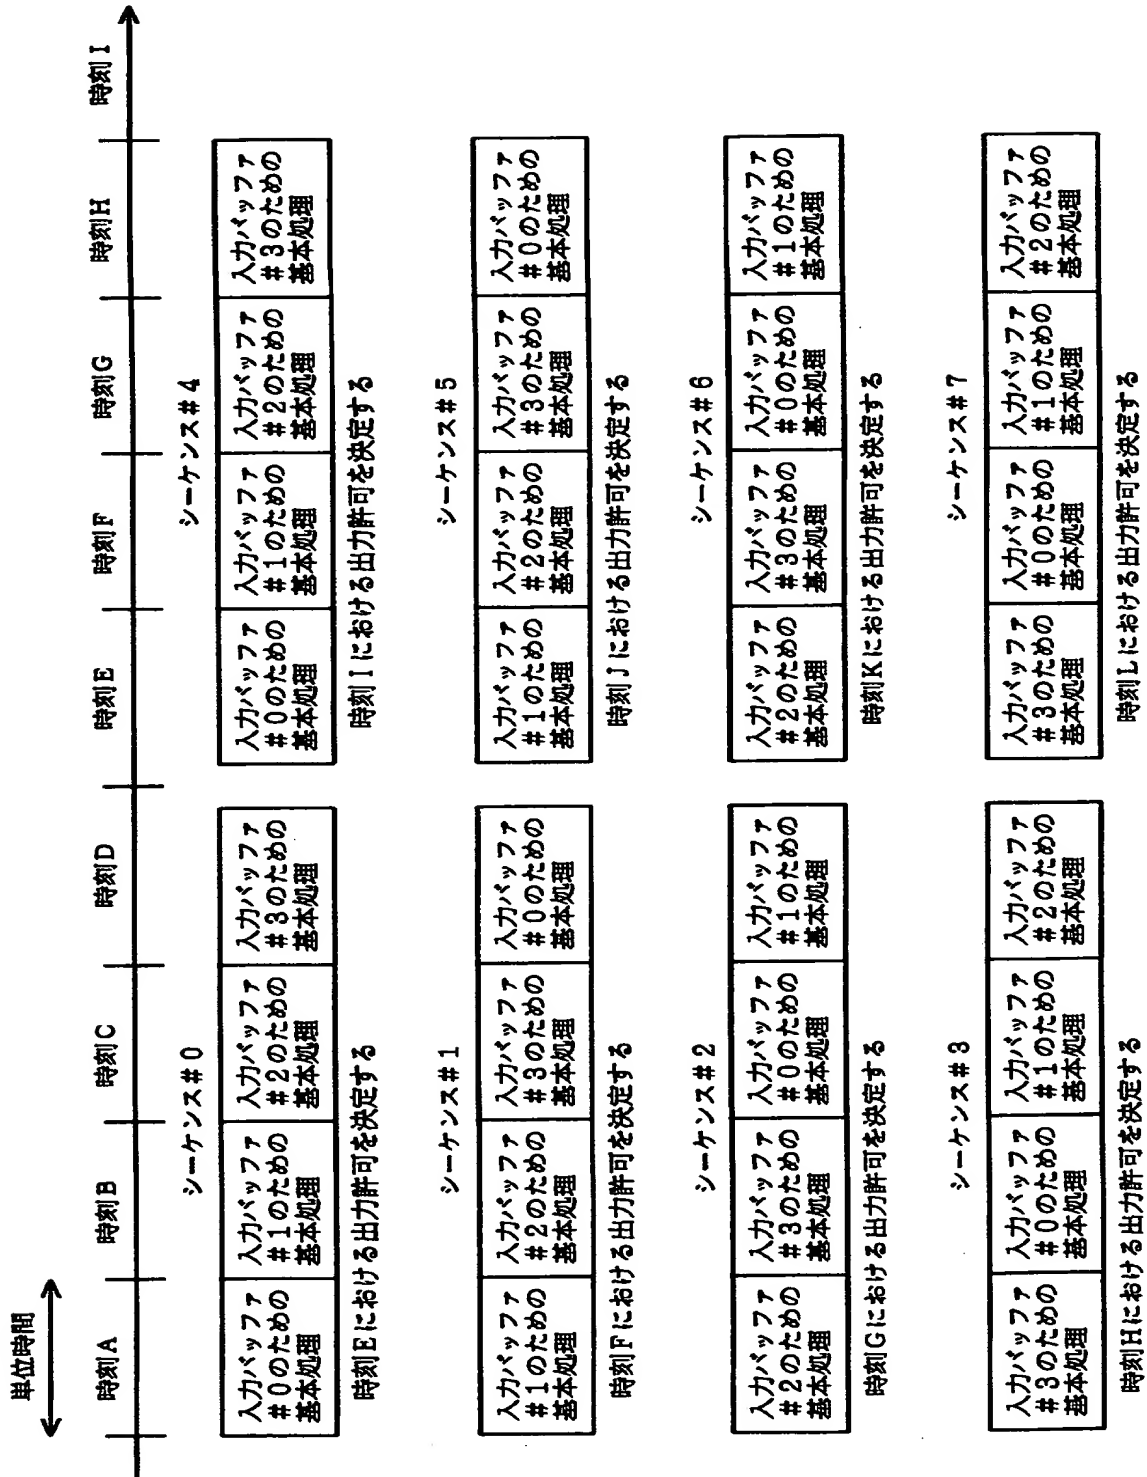 単位時間
時刻A
時刻B
時刻C
時刻D
時刻E
時刻F
時刻G
時刻H
時刻I
シーケンス#0
入力バッファ
#0のための
基本処理
入力バッファ
#1のための
基本処理
入力バッファ
#2のための
基本処理
入力バッファ
#3のための
基本処理
時刻Eにおける出力許可を決定する
シーケンス#4
入力バッファ
#0のための
基本処理
入力バッファ
#1のための
基本処理
入力バッファ
#2のための
基本処理
入力バッファ
#3のための
基本処理
時刻Iにおける出力許可を決定する
シーケンス#1
入力バッファ
#1のための
基本処理
入力バッファ
#2のための
基本処理
入力バッファ
#3のための
基本処理
入力バッファ
#0のための
基本処理
時刻Fにおける出力許可を決定する
シーケンス#5
入力バッファ
#1のための
基本処理
入力バッファ
#2のための
基本処理
入力バッファ
#3のための
基本処理
入力バッファ
#0のための
基本処理
時刻Jにおける出力許可を決定する
シーケンス#2
入力バッファ
#2のための
基本処理
入力バッファ
#3のための
基本処理
入力バッファ
#0のための
基本処理
入力バッファ
#1のための
基本処理
時刻Gにおける出力許可を決定する
シーケンス#6
入力バッファ
#2のための
基本処理
入力バッファ
#3のための
基本処理
入力バッファ
#0のための
基本処理
入力バッファ
#1のための
基本処理
時刻Kにおける出力許可を決定する
シーケンス#3
入力バッファ
#3のための
基本処理
入力バッファ
#0のための
基本処理
入力バッファ
#1のための
基本処理
入力バッファ
#2のための
基本処理
時刻Hにおける出力許可を決定する
シーケンス#7
入力バッファ
#3のための
基本処理
入力バッファ
#0のための
基本処理
入力バッファ
#1のための
基本処理
入力バッファ
#2のための
基本処理
時刻Lにおける出力許可を決定する